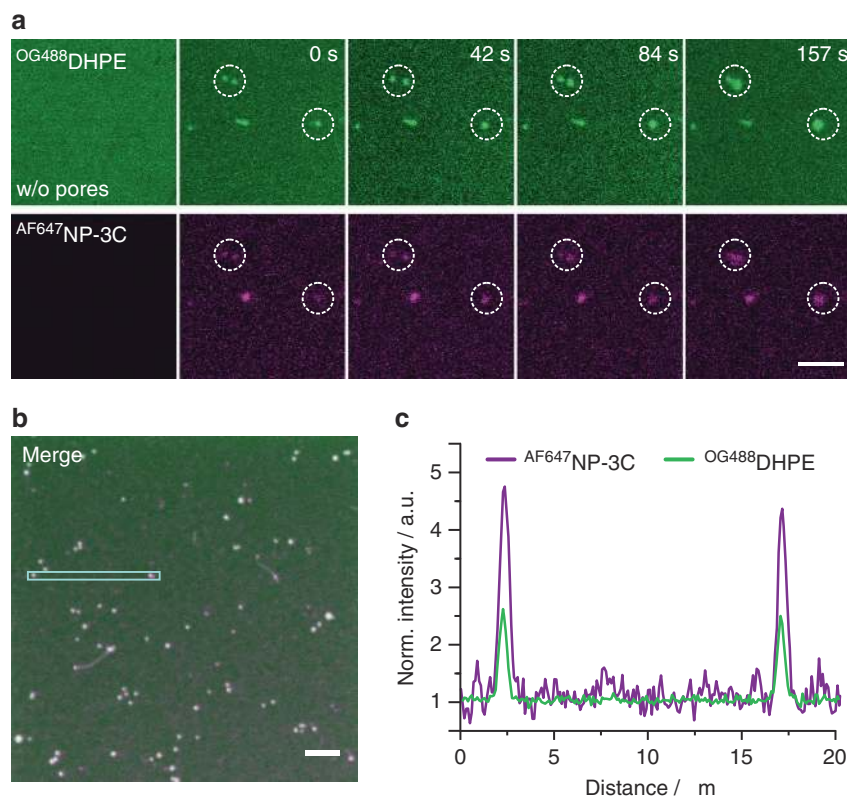 a
OG488DHPE 0 s 42 s 84 s 157 s
w/o pores
AF647NP-3C
b
Merge
c
AF647NP-3C OG488DHPE
5
4
3
2
1
Norm. intensity / a.u.
0 5 10 15 20
Distance / m